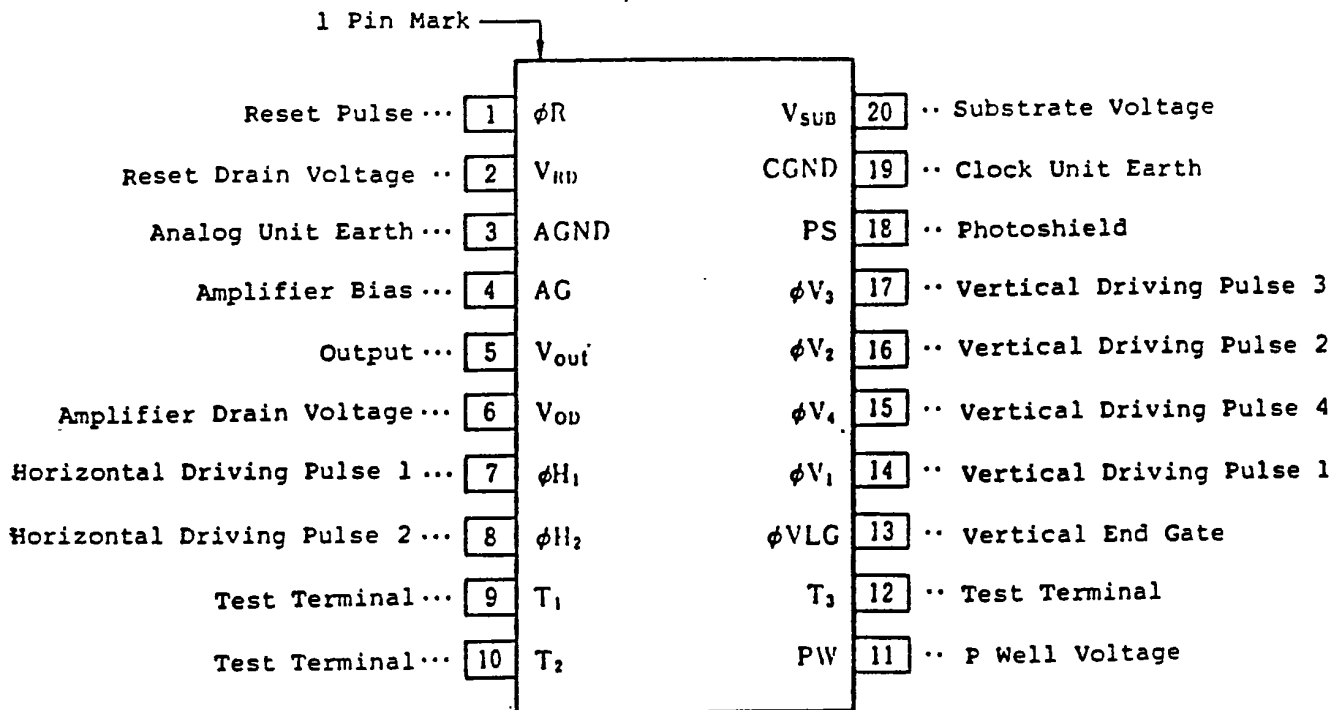 1 Pin Mark
Reset Pulse ··· 1 φR V_SUB 20 ·· Substrate Voltage
Reset Drain Voltage ·· 2 V_RD CGND 19 ·· Clock Unit Earth
Analog Unit Earth ··· 3 AGND PS 18 ·· Photoshield
Amplifier Bias ··· 4 AG φV₃ 17 ·· Vertical Driving Pulse 3
Output ··· 5 V_out φV₂ 16 ·· Vertical Driving Pulse 2
Amplifier Drain Voltage ··· 6 V_OD φV₄ 15 ·· Vertical Driving Pulse 4
Horizontal Driving Pulse 1 ··· 7 φH₁ φV₁ 14 ·· Vertical Driving Pulse 1
Horizontal Driving Pulse 2 ··· 8 φH₂ φVLG 13 ·· Vertical End Gate
Test Terminal ··· 9 T₁ T₃ 12 ·· Test Terminal
Test Terminal ··· 10 T₂ PW 11 ·· P Well Voltage